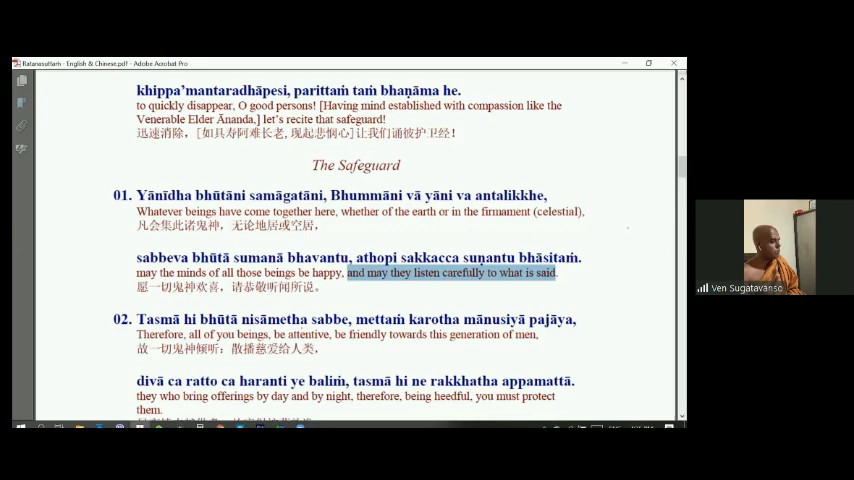 Ratanasuttaṁ - English & Chinese.pdf - Adobe Acrobat Pro
khippa'mantaradhāpesi, parittaṁ taṁ bhaṇāma he.
to quickly disappear, O good persons! [Having mind established with compassion like the
Venerable Elder Ānanda,] let's recite that safeguard!
迅速消除，[如具寿阿难长老, 现起悲悯心] 让我们诵彼护卫经！
The Safeguard
01. Yānīdha bhūtāni samāgatāni, Bhummāni vā yāni va antalikkhe,
Whatever beings have come together here, whether of the earth or in the firmament (celestial),
凡会集此诸鬼神，无论地居或空居，
sabbeva bhūtā sumanā bhavantu, athopi sakkacca suṇantu bhāsitaṁ.
may the minds of all those beings be happy, and may they listen carefully to what is said.
愿一切鬼神欢喜，请恭敬听闻所说。
02. Tasmā hi bhūtā nisāmetha sabbe, mettaṁ karotha mānusiyā pajāya,
Therefore, all of you beings, be attentive, be friendly towards this generation of men,
故一切鬼神倾听：散播慈爱给人类，
divā ca ratto ca haranti ye baliṁ, tasmā hi ne rakkhatha appamattā.
they who bring offerings by day and by night, therefore, being heedful, you must protect
them.
Ven Sugatavanso